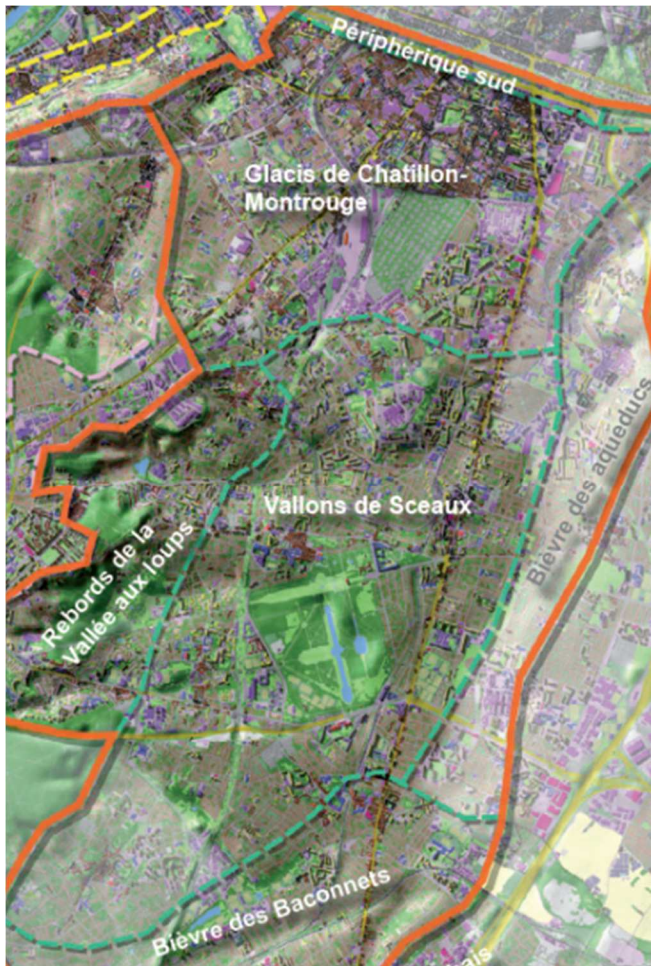 Périphérique sud
Glacis de Chatillon-
Montrouge
Bièvre des aqueducs
Vallons de Sceaux
Rebords de la
Vallée aux loups
Bièvre des Baconnets